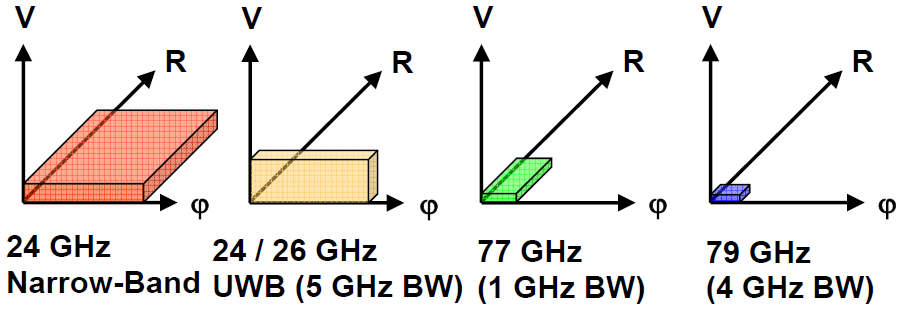 V
R
φ
24 GHz
Narrow-Band
V
R
φ
24 / 26 GHz
UWB (5 GHz BW)
V
R
φ
77 GHz
(1 GHz BW)
V
R
φ
79 GHz
(4 GHz BW)